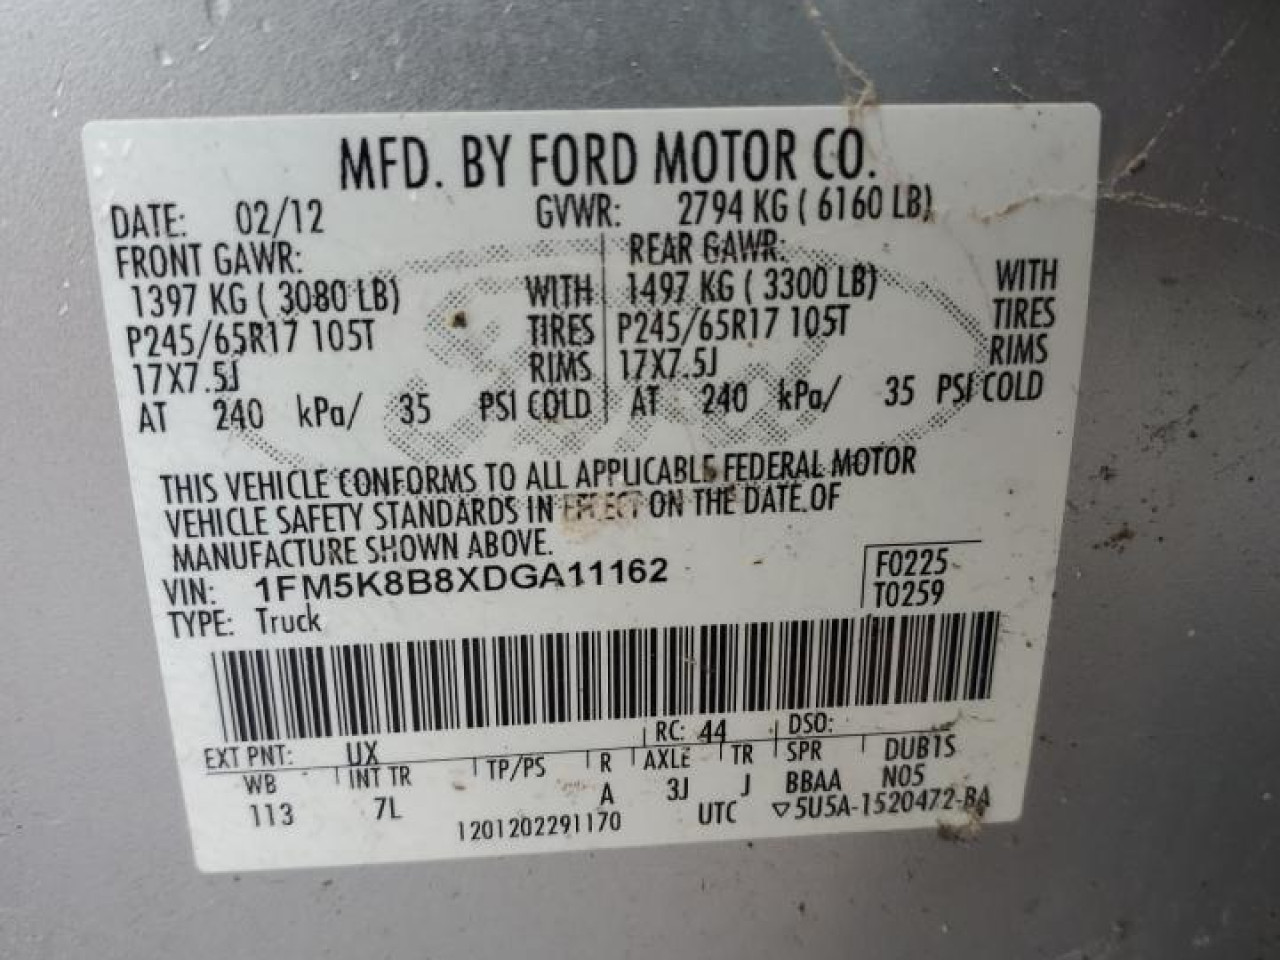 MFD. BY FORD MOTOR CO.
DATE: 02/12 GVWR: 2794 KG ( 6160 LB)
FRONT GAWR: REAR GAWR:
1397 KG ( 3080 LB) WITH 1497 KG ( 3300 LB) WITH
P245/65R17 105T TIRES P245/65R17 105T TIRES
17X7.5J RIMS 17X7.5J RIMS
AT 240 kPa/ 35 PSI COLD AT 240 kPa/ 35 PSI COLD
THIS VEHICLE CONFORMS TO ALL APPLICABLE FEDERAL MOTOR
VEHICLE SAFETY STANDARDS IN EFFECT ON THE DATE OF
MANUFACTURE SHOWN ABOVE.
VIN: 1FM5K8B8XDGA11162 F0225
TYPE: Truck T0259
EXT PNT: UX RC: 44 DSO:
WB INT TR TP/PS R AXLE TR SPR DUBTS
113 7L A 3J J BBAA N05
1201202291170 UTC ▽5U5A-1520472-BA